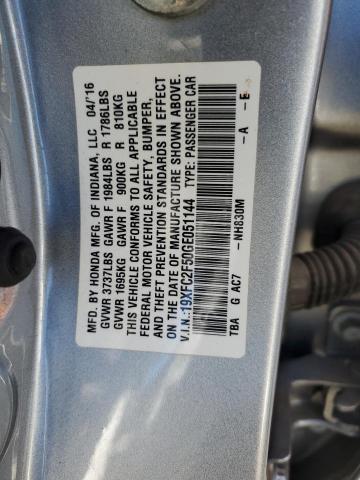 MFD. BY HONDA MFG. OF INDIANA, LLC 04/'16
GVWR 3737LBS GAWR F 1984LBS R 1786LBS
GVWR 1695KG GAWR F 900KG R 810KG
THIS VEHICLE CONFORMS TO ALL APPLICABLE
FEDERAL MOTOR VEHICLE SAFETY, BUMPER,
AND THEFT PREVENTION STANDARDS IN EFFECT
ON THE DATE OF MANUFACTURE SHOWN ABOVE.
V.I.N.:19XFC2F50GE051144 TYPE: PASSENGER CAR
TBA G AC7 -NH830M -A -E